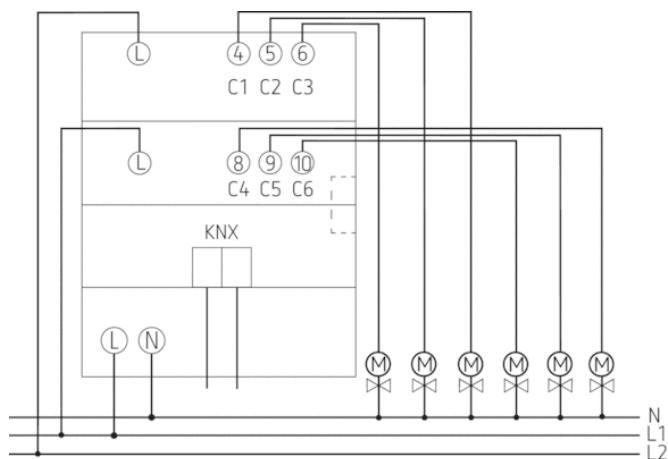 L 4 5 6
C1 C2 C3
L 8 9 10
C4 C5 C6
KNX
L N
M M M M M M
N
L1
L2